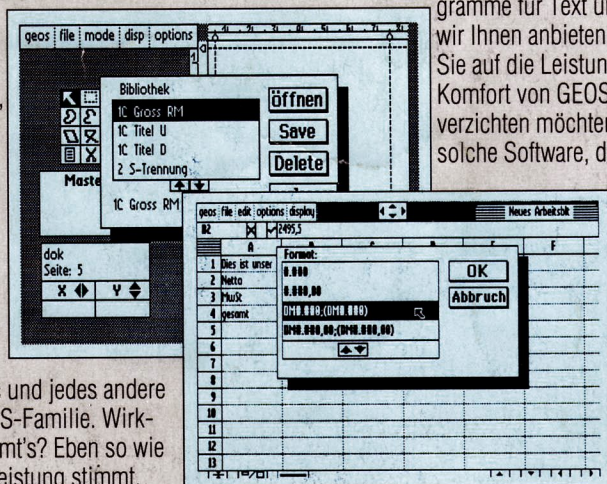 gramme für Text u
wir Ihnen anbieten
Sie auf die Leistun
Komfort von GEOS
verzichten möchten
solche Software, d
geos file mode disp options
Bibliothek
1C Gross RM
1C Titel U
1C Titel D
2 S-Trennung
1C Gross RM
Öffnen
Save
Delete
Maste
dok
Seite: 5
X Y
geos file edit options display
Neues Arbeitsblt
B2 2495,5
A F
1 Dies ist unser
2 Netto
3 MwSt
4 gesamt
5
6
7
8
9
10
11
12
13
Format:
0.000
0.000,00
DM0.000;(DM0.000)
DM0.000,00;(DM0.000,00)
OK
Abbruch
s und jedes andere
S-Familie. Wirk-
mt's? Eben so wie
eistung stimmt